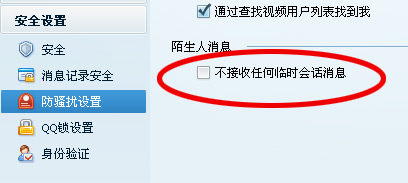 安全设置
安全
消息记录安全
防骚扰设置
QQ锁设置
身份验证
通过查找视频用户列表找到我
陌生人消息
不接收任何临时会话消息